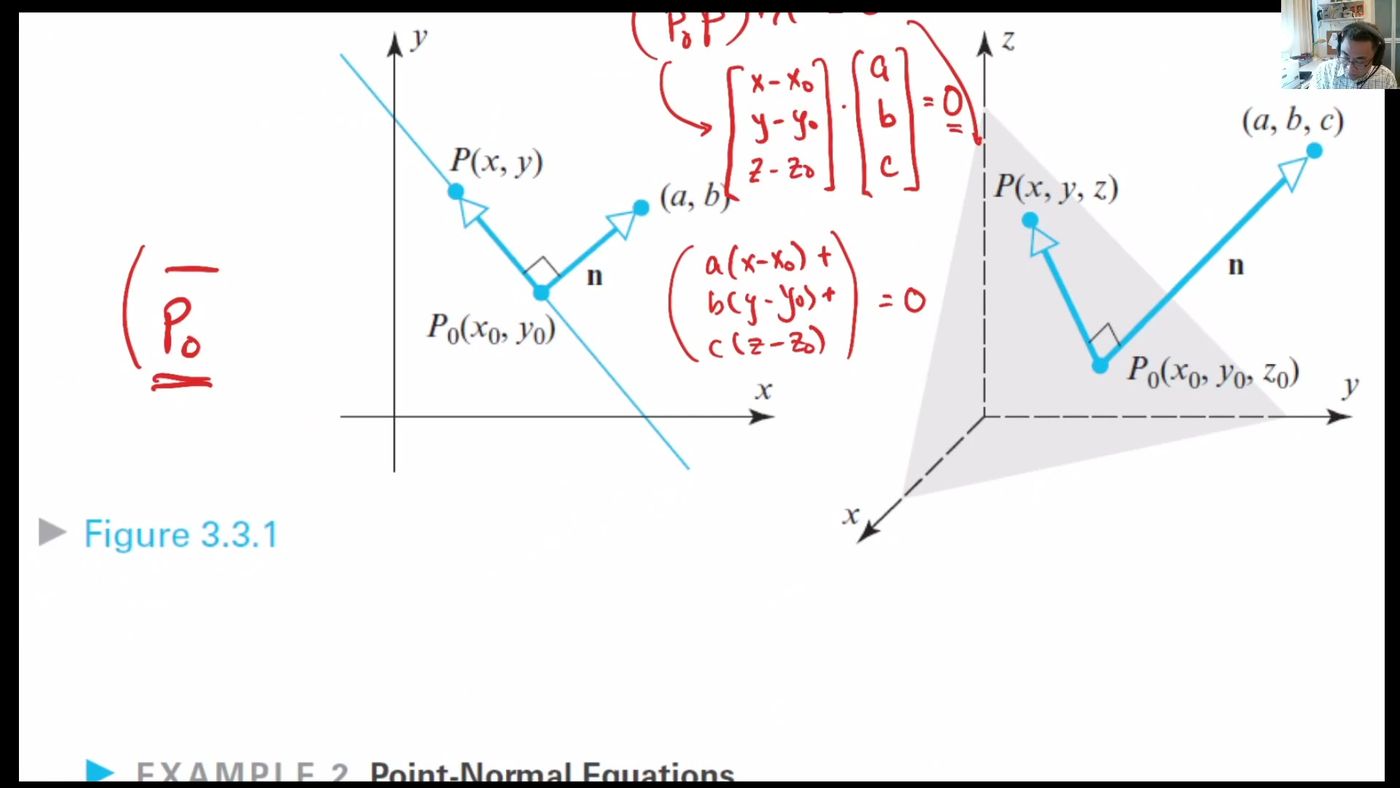 (P₀P)
y
z
[x-x₀] · [a] = 0
[y-y₀] [b]
[z-z₀] [c]
(a, b, c)
P(x, y)
(a, b)
P(x, y, z)
n
n
(P₀
a(x-x₀)+
b(y-y₀)+ = 0
c(z-z₀)
P₀(x₀, y₀)
P₀(x₀, y₀, z₀)
x
y
x
Figure 3.3.1
EXAMPLE 2 Point-Normal Equations